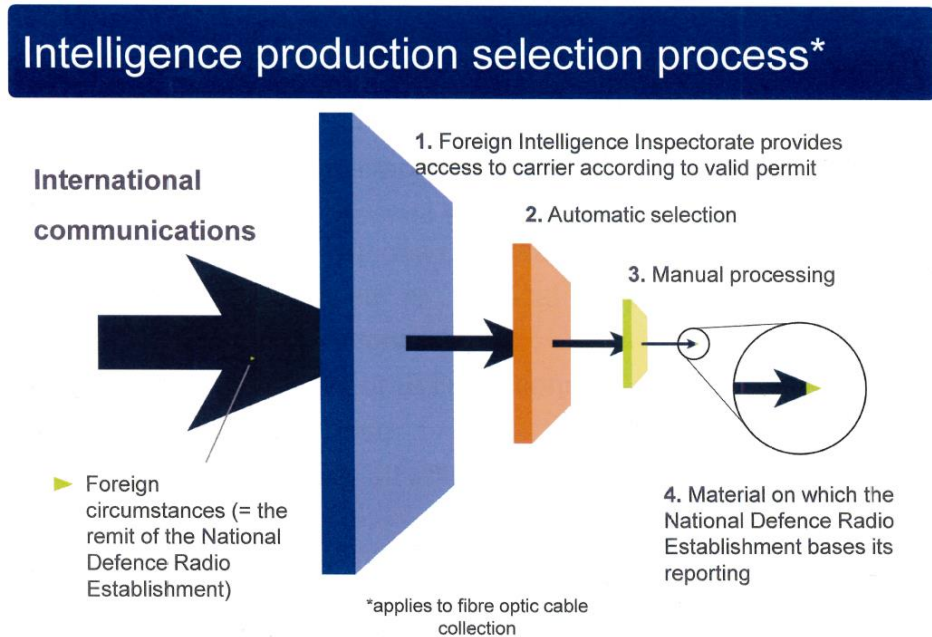 Intelligence production selection process*
International
communications
1. Foreign Intelligence Inspectorate provides
access to carrier according to valid permit
2. Automatic selection
3. Manual processing
Foreign
circumstances (= the
remit of the National
Defence Radio
Establishment)
4. Material on which the
National Defence Radio
Establishment bases its
reporting
*applies to fibre optic cable
collection